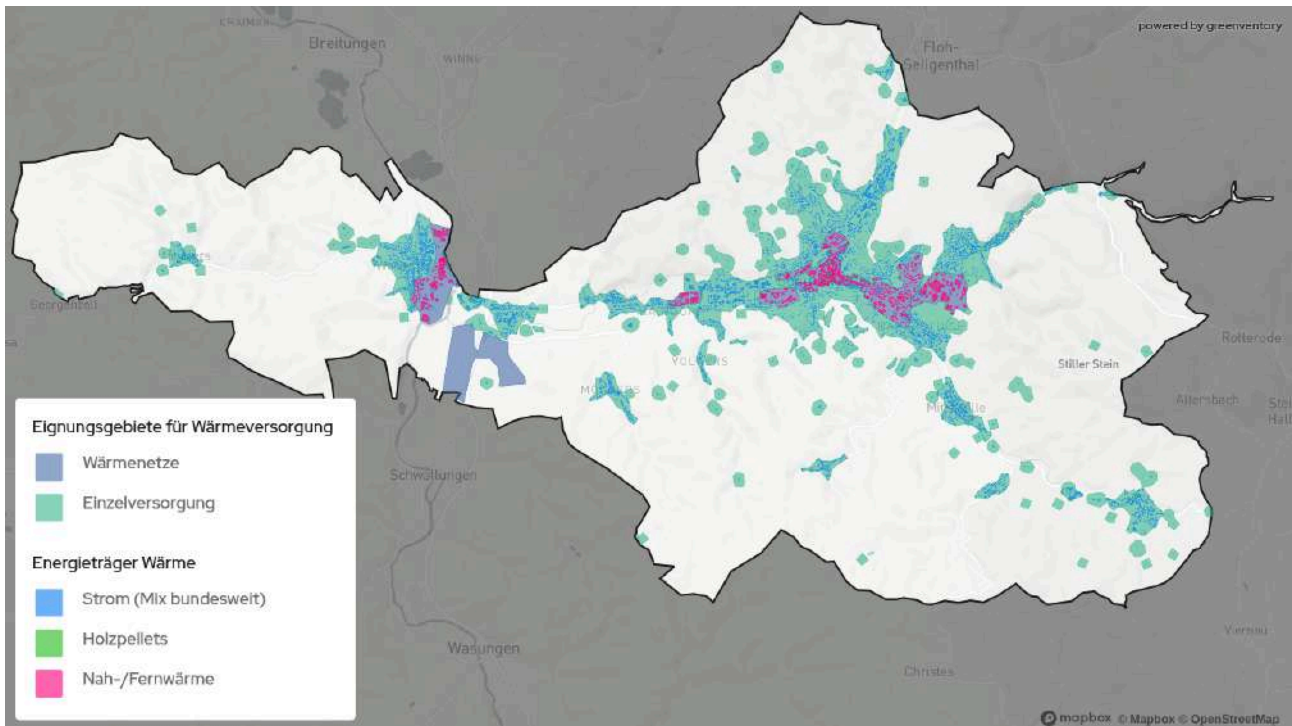 powered by greenventory
Breitungen
Floh-
Seligenthal
Georgenzell
Rotterode
Stiller Stein
Altersbach
Schwallungen
Wasungen
Viernau
Christes
Eignungsgebiete für Wärmeversorgung
Wärmenetze
Einzelversorgung
Energieträger Wärme
Strom (Mix bundesweit)
Holzpellets
Nah-/Fernwärme
mapbox © Mapbox © OpenStreetMap